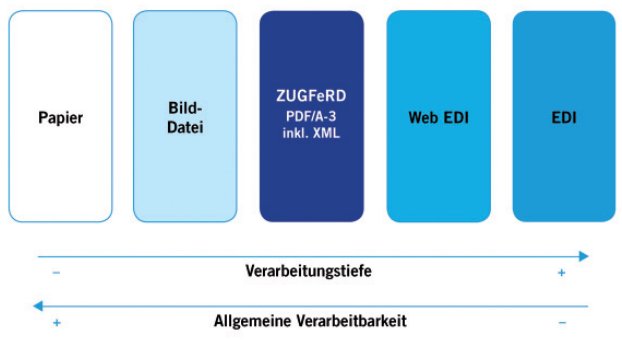 Papier
Bild-
Datei
ZUGFeRD
PDF/A-3
inkl. XML
Web EDI
EDI
– Verarbeitungstiefe +
+ Allgemeine Verarbeitbarkeit –